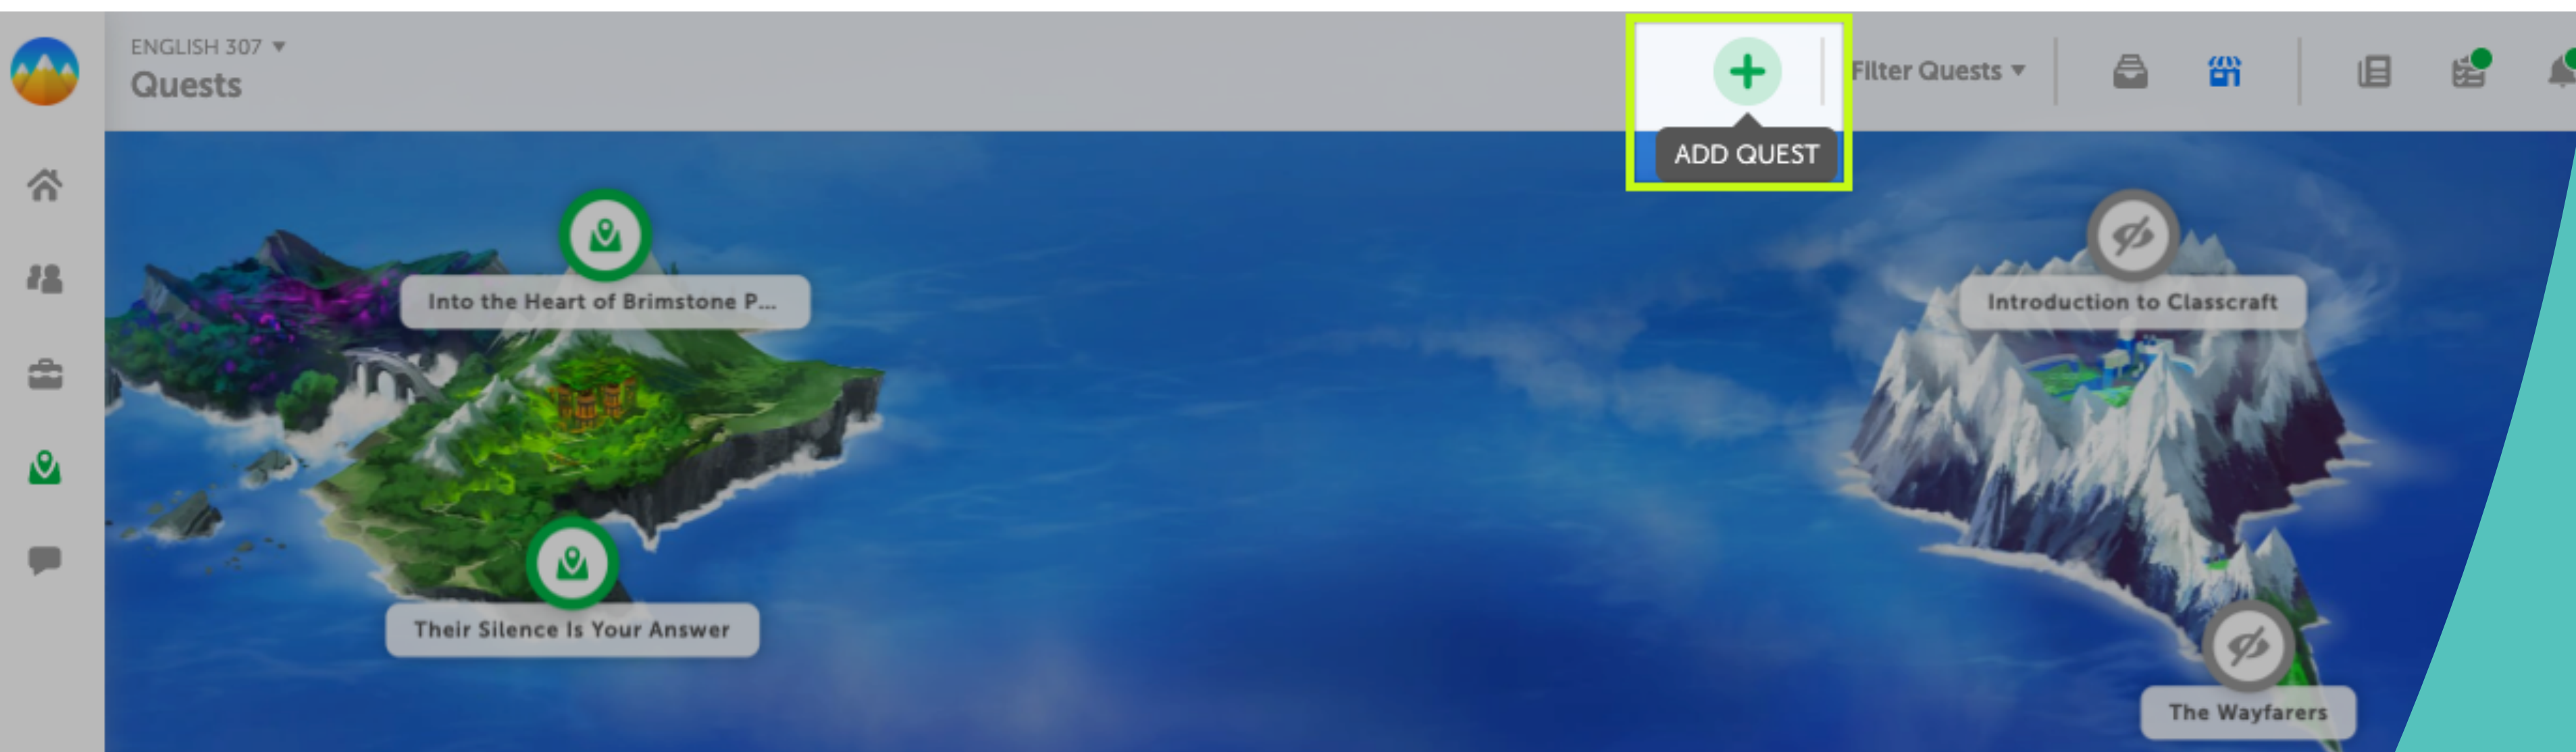 ENGLISH 307
Quests
Filter Quests
ADD QUEST
Into the Heart of Brimstone P...
Introduction to Classcraft
Their Silence Is Your Answer
The Wayfarers